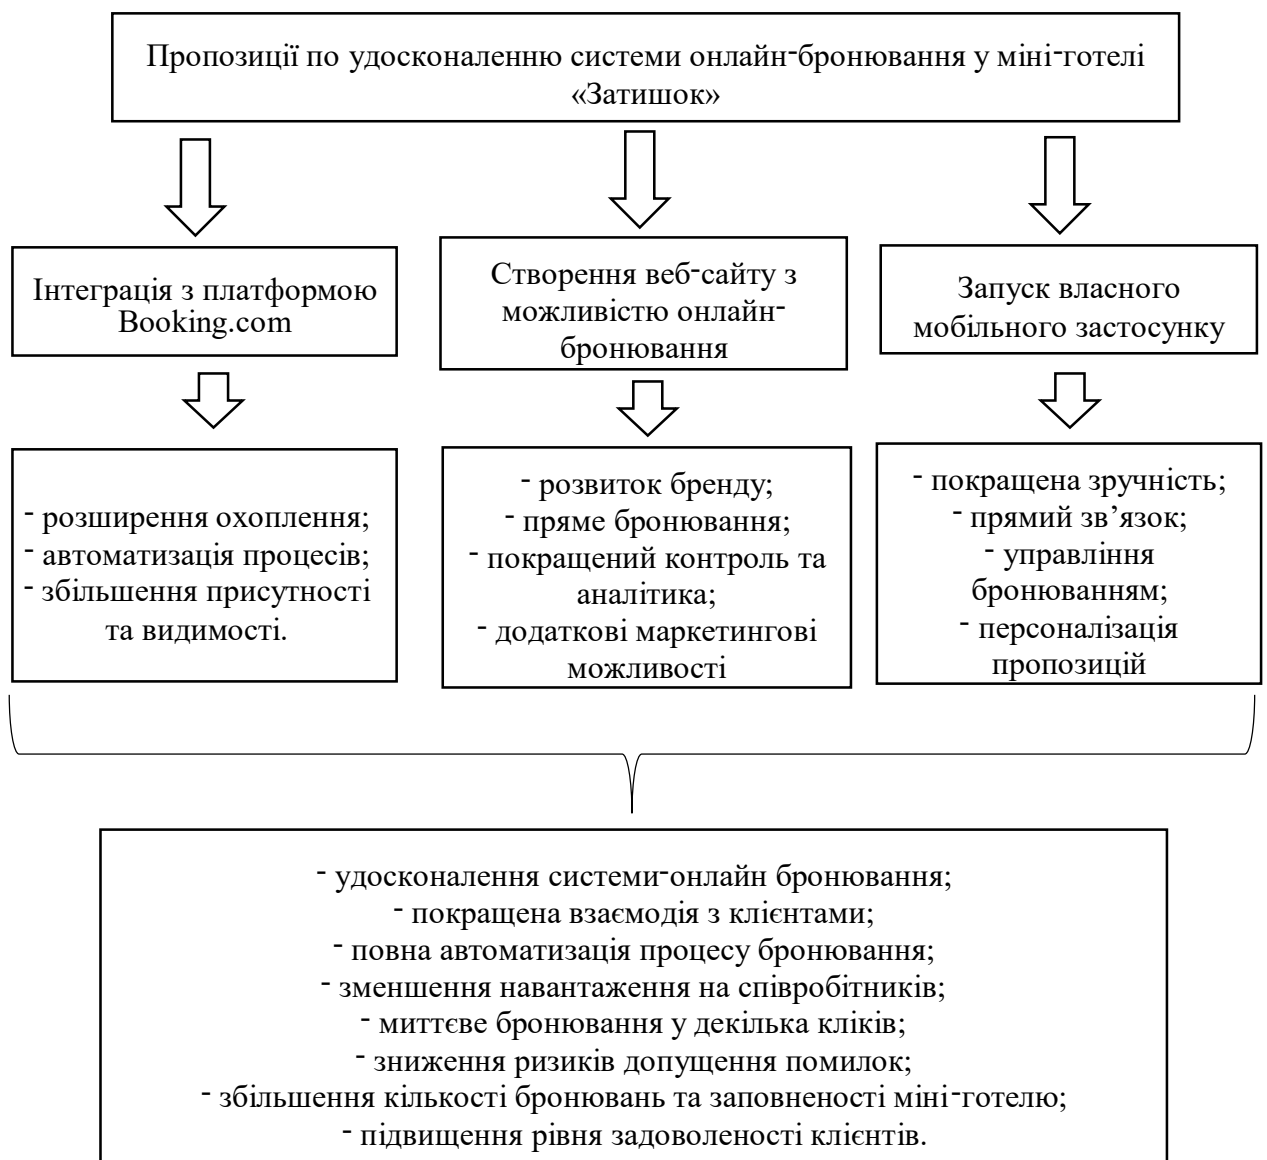 Пропозиції по удосконаленню системи онлайн-бронювання у міні-готелі
«Затишок»
Інтеграція з платформою
Booking.com
Створення веб-сайту з
можливістю онлайн-
бронювання
Запуск власного
мобільного застосунку
- розширення охоплення;
- автоматизація процесів;
- збільшення присутності
та видимості.
- розвиток бренду;
- пряме бронювання;
- покращений контроль та
аналітика;
- додаткові маркетингові
можливості
- покращена зручність;
- прямий зв’язок;
- управління
бронюванням;
- персоналізація
пропозицій
- удосконалення системи-онлайн бронювання;
- покращена взаємодія з клієнтами;
- повна автоматизація процесу бронювання;
- зменшення навантаження на співробітників;
- миттєве бронювання у декілька кліків;
- зниження ризиків допущення помилок;
- збільшення кількості бронювань та заповненості міні-готелю;
- підвищення рівня задоволеності клієнтів.